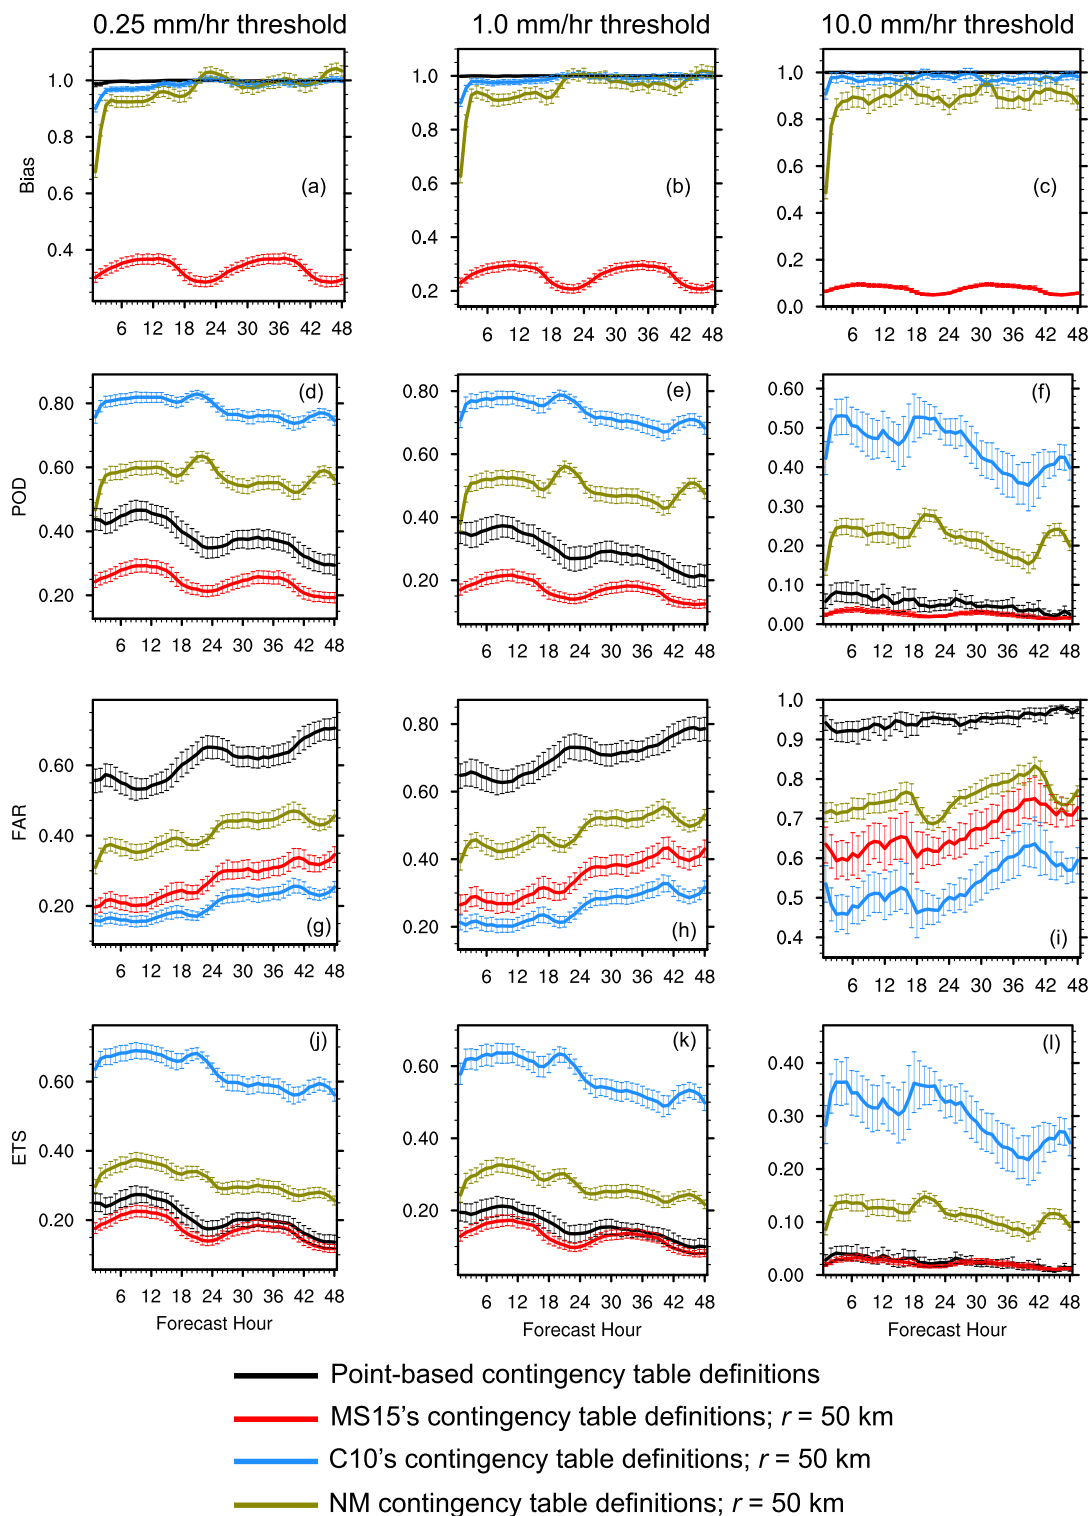 0.25 mm/hr threshold 1.0 mm/hr threshold 10.0 mm/hr threshold
Bias
1.0
0.8
0.6
0.4
(a)
6 12 18 24 30 36 42 48
1.0
0.8
0.6
0.4
0.2
(b)
6 12 18 24 30 36 42 48
1.0
0.8
0.6
0.4
0.2
0.0
(c)
6 12 18 24 30 36 42 48
POD
0.80
0.60
0.40
0.20
(d)
6 12 18 24 30 36 42 48
0.80
0.60
0.40
0.20
(e)
6 12 18 24 30 36 42 48
0.60
0.50
0.40
0.30
0.20
0.10
0.00
(f)
6 12 18 24 30 36 42 48
FAR
0.60
0.40
0.20
(g)
6 12 18 24 30 36 42 48
0.80
0.60
0.40
0.20
(h)
6 12 18 24 30 36 42 48
1.0
0.9
0.8
0.7
0.6
0.5
0.4
(i)
6 12 18 24 30 36 42 48
ETS
0.60
0.40
0.20
(j)
6 12 18 24 30 36 42 48
Forecast Hour
0.60
0.40
0.20
(k)
6 12 18 24 30 36 42 48
Forecast Hour
0.40
0.30
0.20
0.10
0.00
(l)
6 12 18 24 30 36 42 48
Forecast Hour
Point-based contingency table definitions
MS15's contingency table definitions; r = 50 km
C10's contingency table definitions; r = 50 km
NM contingency table definitions; r = 50 km